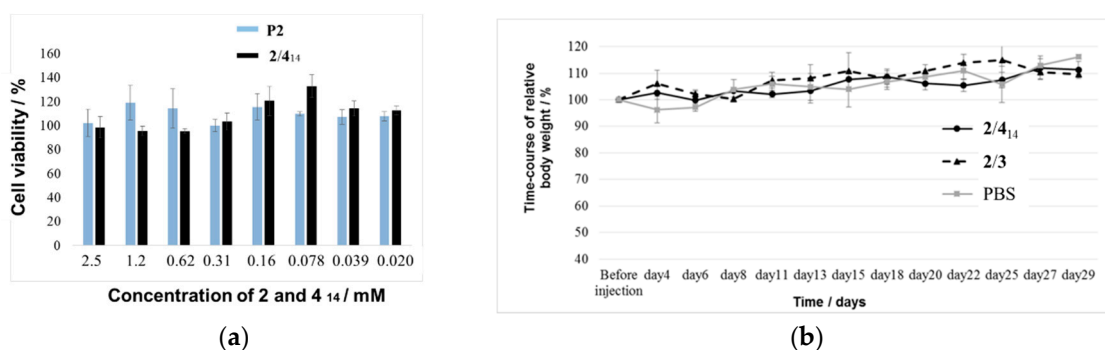 (a)
P2
2/4₁₄
160
140
120
100
80
60
40
20
0
Cell viability / %
2.5 1.2 0.62 0.31 0.16 0.078 0.039 0.020
Concentration of 2 and 4 ₁₄ / mM
(a)
(b)
120
110
100
90
80
70
60
50
40
Time-course of relative
body weight / %
2/4₁₄
2/3
PBS
Before day4 day6 day8 day11 day13 day15 day18 day20 day22 day25 day27 day29
injection
Time / days
(b)